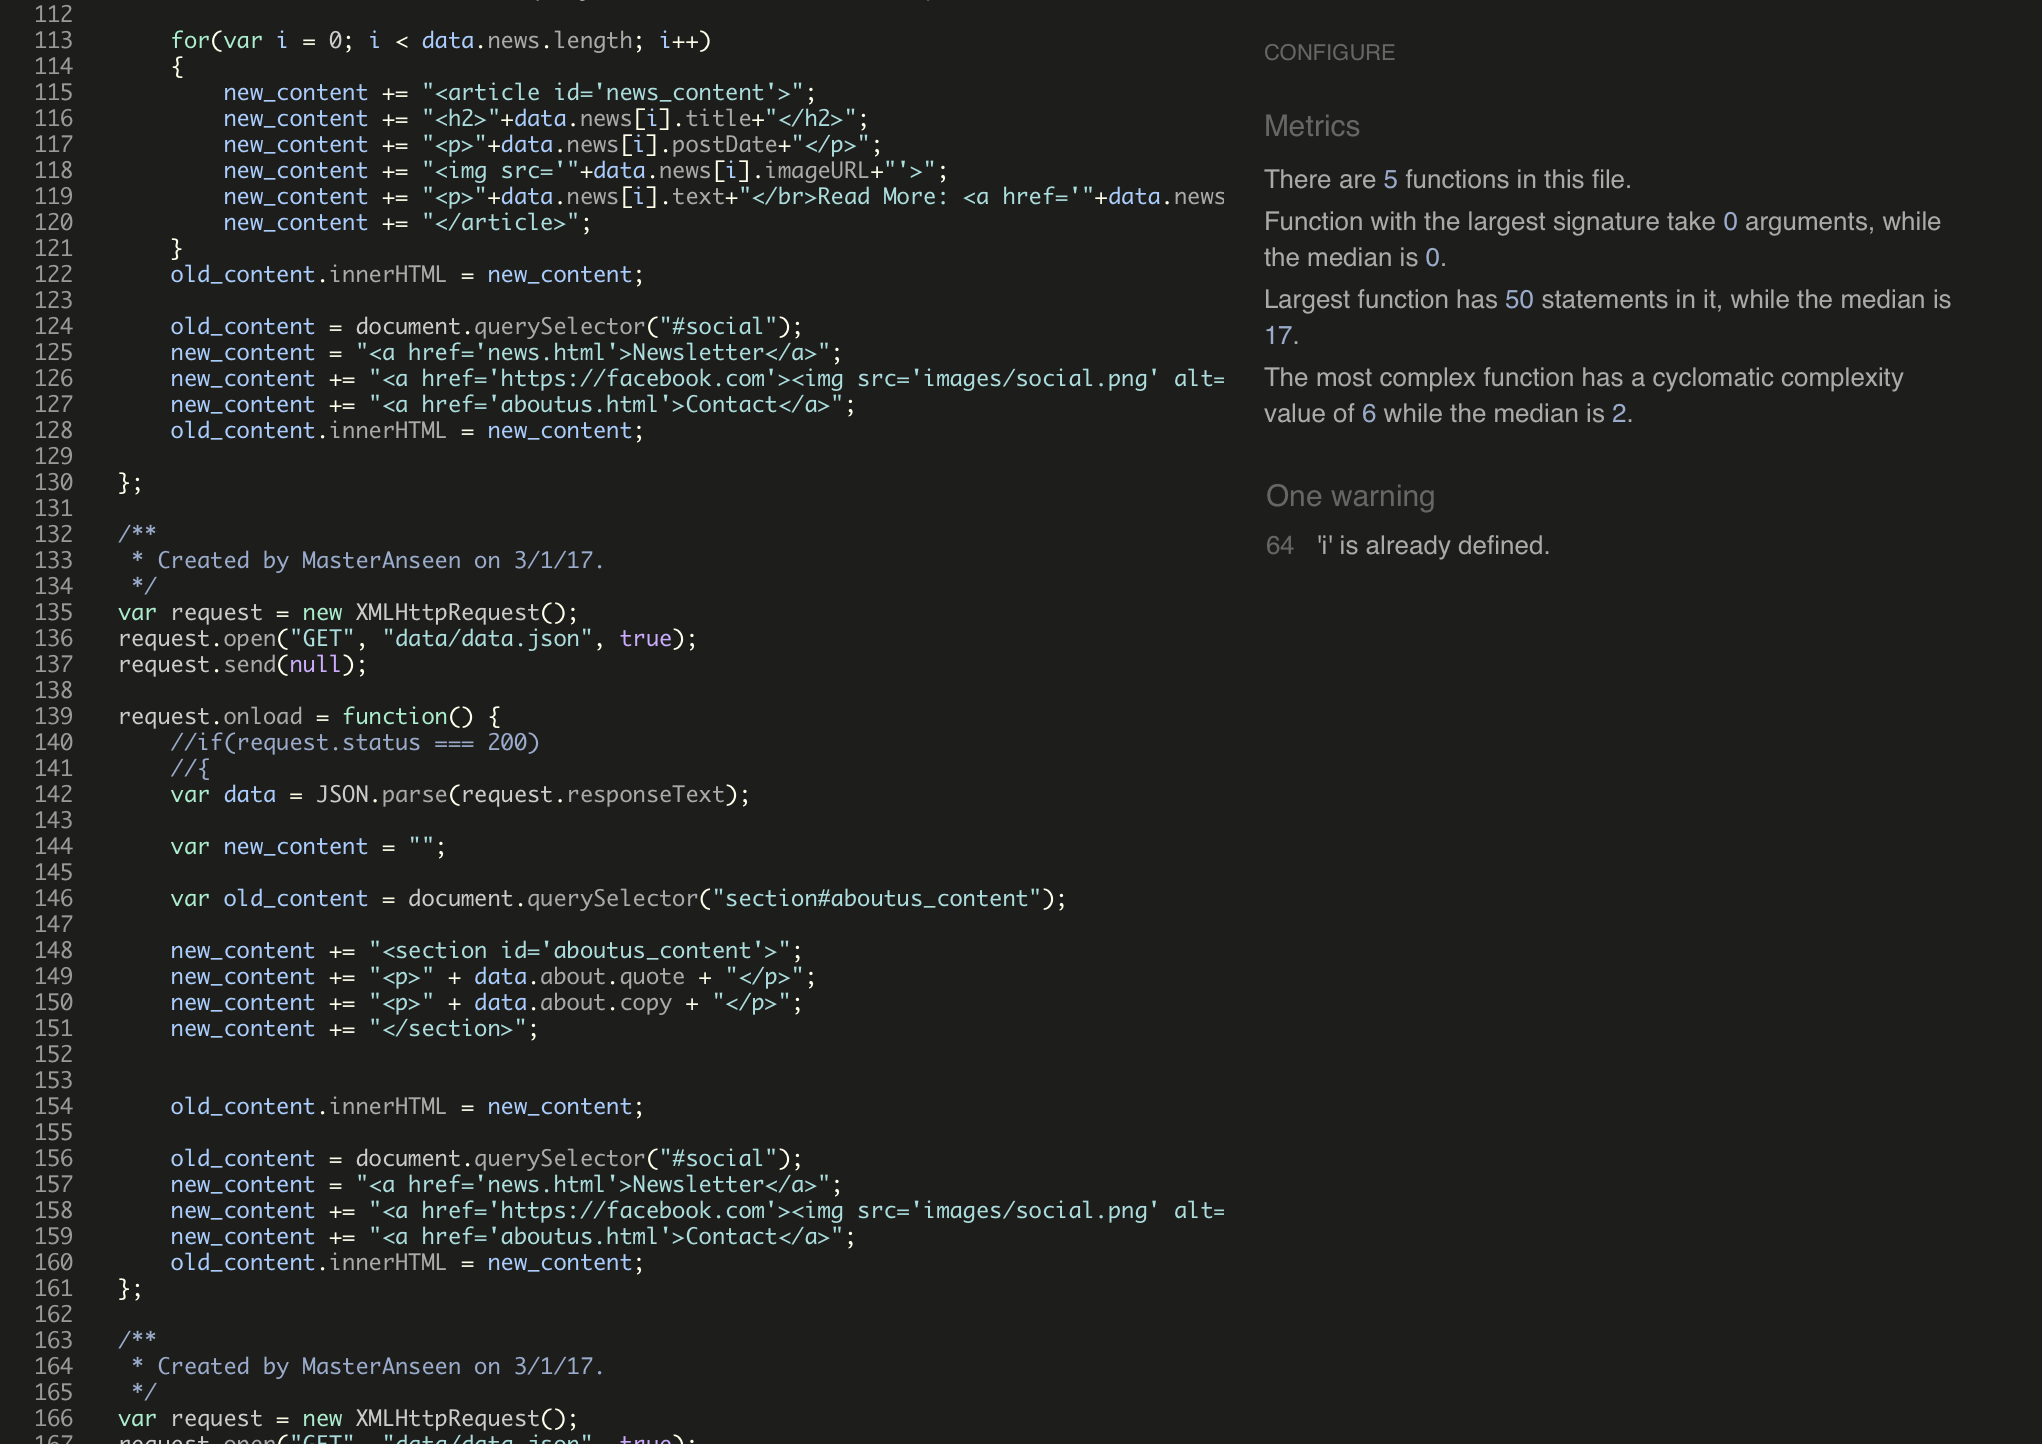 112
113 for(var i = 0; i < data.news.length; i++)
114 {
115 new_content += "<article id='news_content'>";
116 new_content += "<h2>"+data.news[i].title+"</h2>";
117 new_content += "<p>"+data.news[i].postDate+"</p>";
118 new_content += "<img src='"+data.news[i].imageURL+"'>";
119 new_content += "<p>"+data.news[i].text+"</br>Read More: <a href='"+data.news
120 new_content += "</article>";
121 }
122 old_content.innerHTML = new_content;
123
124 old_content = document.querySelector("#social");
125 new_content = "<a href='news.html'>Newsletter</a>";
126 new_content += "<a href='https://facebook.com'><img src='images/social.png' alt=
127 new_content += "<a href='aboutus.html'>Contact</a>";
128 old_content.innerHTML = new_content;
129
130 };
131
132 /**
133 * Created by MasterAnseen on 3/1/17.
134 */
135 var request = new XMLHttpRequest();
136 request.open("GET", "data/data.json", true);
137 request.send(null);
138
139 request.onload = function() {
140 //if(request.status === 200)
141 //{
142 var data = JSON.parse(request.responseText);
143
144 var new_content = "";
145
146 var old_content = document.querySelector("section#aboutus_content");
147
148 new_content += "<section id='aboutus_content'>";
149 new_content += "<p>" + data.about.quote + "</p>";
150 new_content += "<p>" + data.about.copy + "</p>";
151 new_content += "</section>";
152
153
154 old_content.innerHTML = new_content;
155
156 old_content = document.querySelector("#social");
157 new_content = "<a href='news.html'>Newsletter</a>";
158 new_content += "<a href='https://facebook.com'><img src='images/social.png' alt=
159 new_content += "<a href='aboutus.html'>Contact</a>";
160 old_content.innerHTML = new_content;
161 };
162
163 /**
164 * Created by MasterAnseen on 3/1/17.
165 */
166 var request = new XMLHttpRequest();
167 request.open("GET", "data/data.json", true);
CONFIGURE
Metrics
There are 5 functions in this file.
Function with the largest signature take 0 arguments, while
the median is 0.
Largest function has 50 statements in it, while the median is
17.
The most complex function has a cyclomatic complexity
value of 6 while the median is 2.
One warning
64 'i' is already defined.